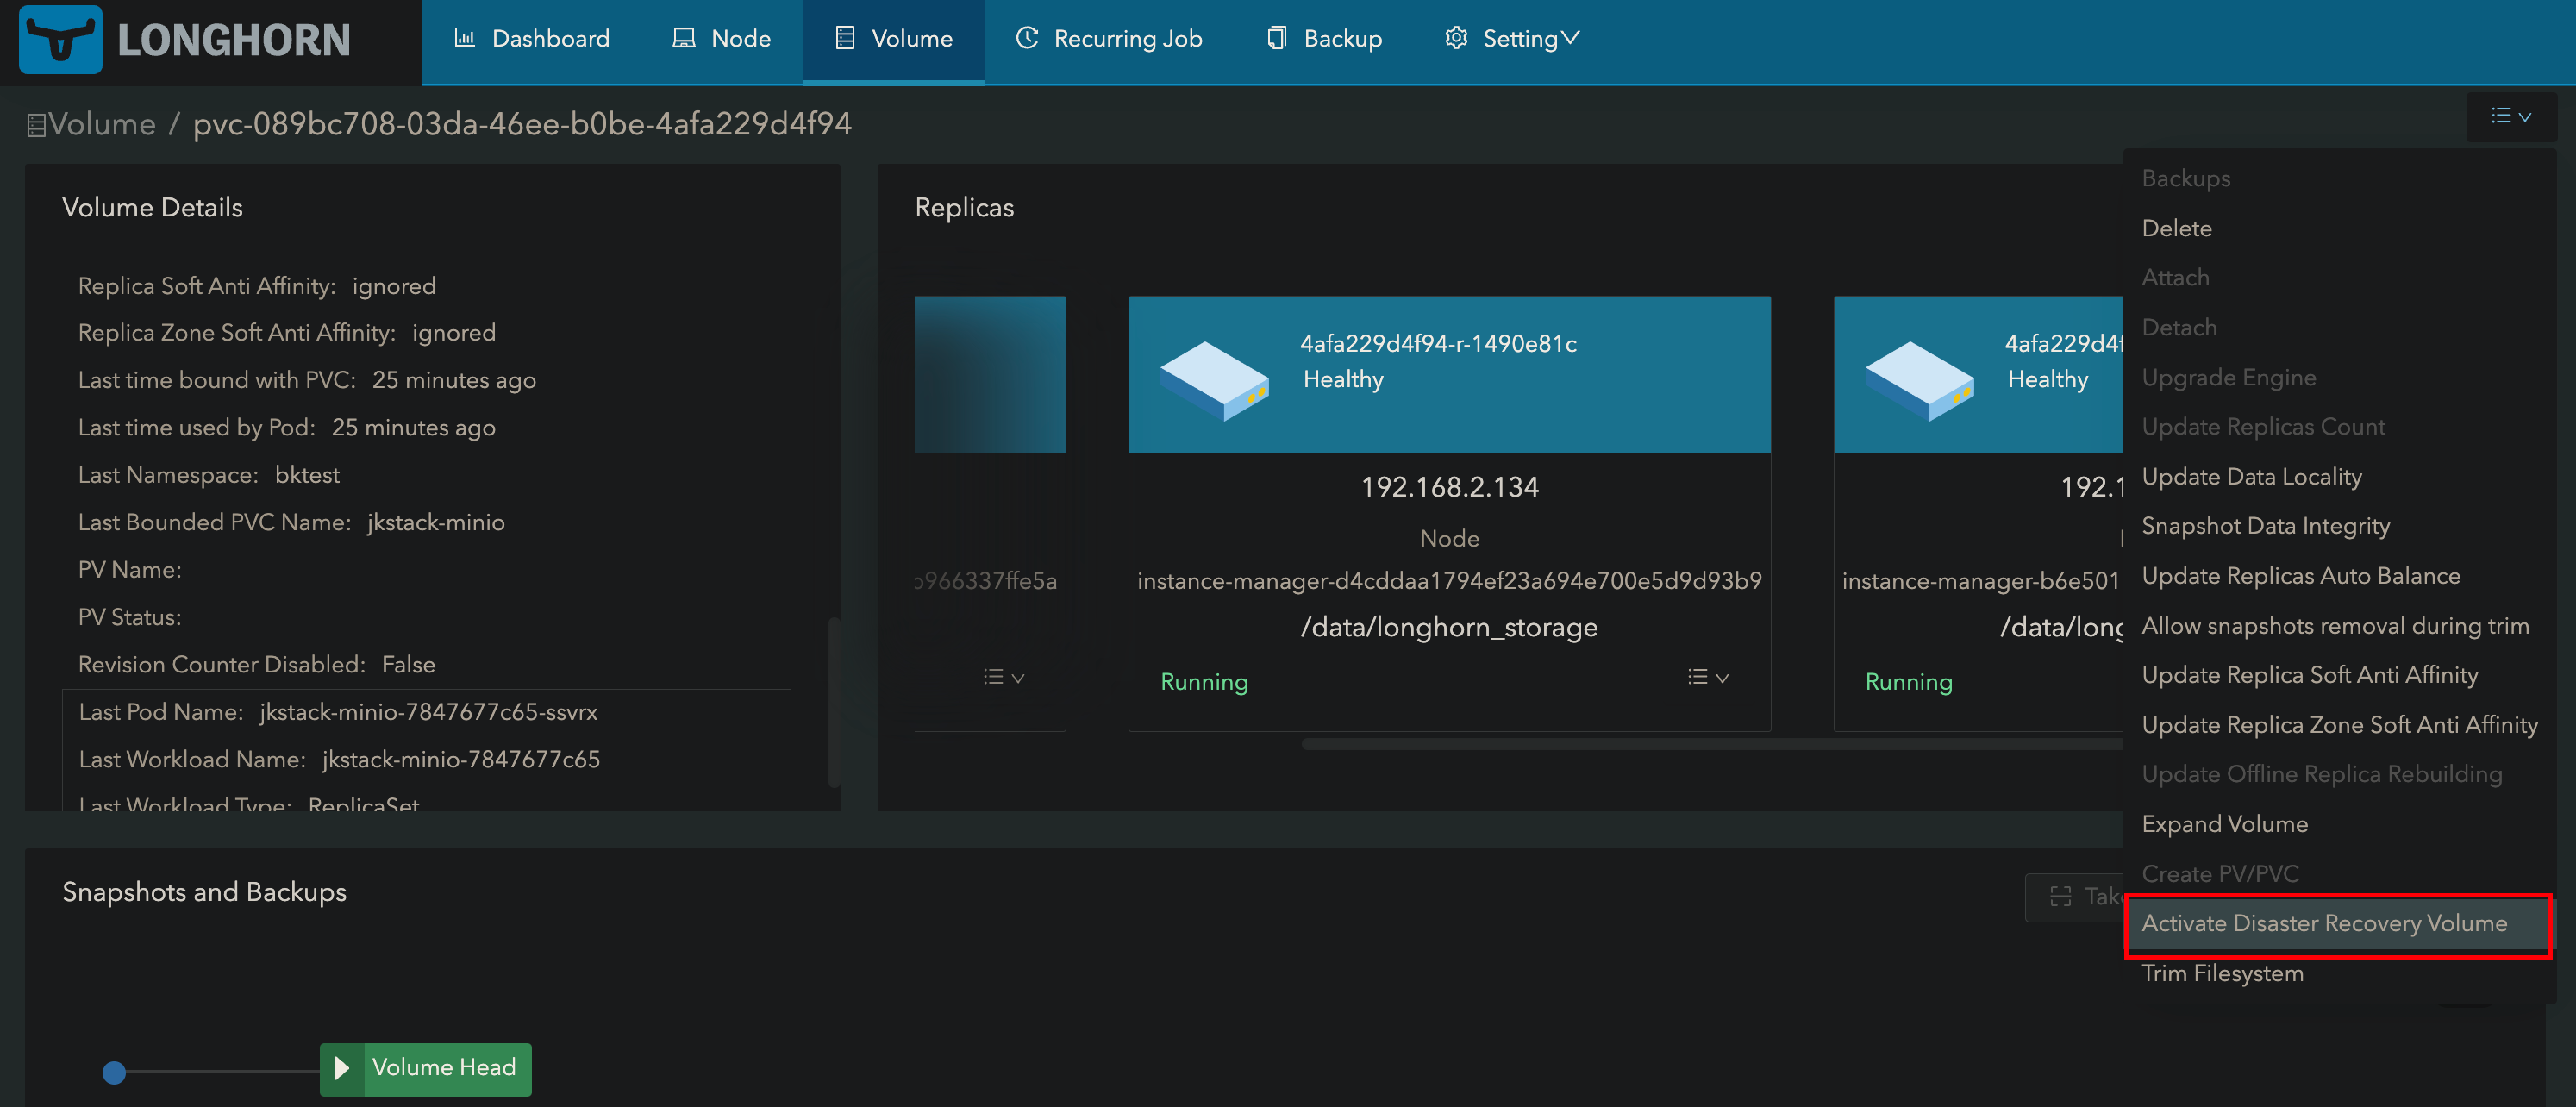 LONGHORN
Dashboard
Node
Volume
Recurring Job
Backup
Setting
Volume / pvc-089bc708-03da-46ee-b0be-4afa229d4f94
Volume Details
Replica Soft Anti Affinity: ignored
Replica Zone Soft Anti Affinity: ignored
Last time bound with PVC: 25 minutes ago
Last time used by Pod: 25 minutes ago
Last Namespace: bktest
Last Bounded PVC Name: jkstack-minio
PV Name:
PV Status:
Revision Counter Disabled: False
Last Pod Name: jkstack-minio-7847677c65-ssvrx
Last Workload Name: jkstack-minio-7847677c65
Last Workload Type: ReplicaSet
Replicas
966337ffe5a
4afa229d4f94-r-1490e81c
Healthy
192.168.2.134
Node
instance-manager-d4cddaa1794ef23a694e700e5d9d93b9
/data/longhorn_storage
Running
4afa229d4f
Healthy
192.1
instance-manager-b6e501
/data/long
Running
Backups
Delete
Attach
Detach
Upgrade Engine
Update Replicas Count
Update Data Locality
Snapshot Data Integrity
Update Replicas Auto Balance
Allow snapshots removal during trim
Update Replica Soft Anti Affinity
Update Replica Zone Soft Anti Affinity
Update Offline Replica Rebuilding
Expand Volume
Create PV/PVC
Activate Disaster Recovery Volume
Trim Filesystem
Snapshots and Backups
Take
Volume Head